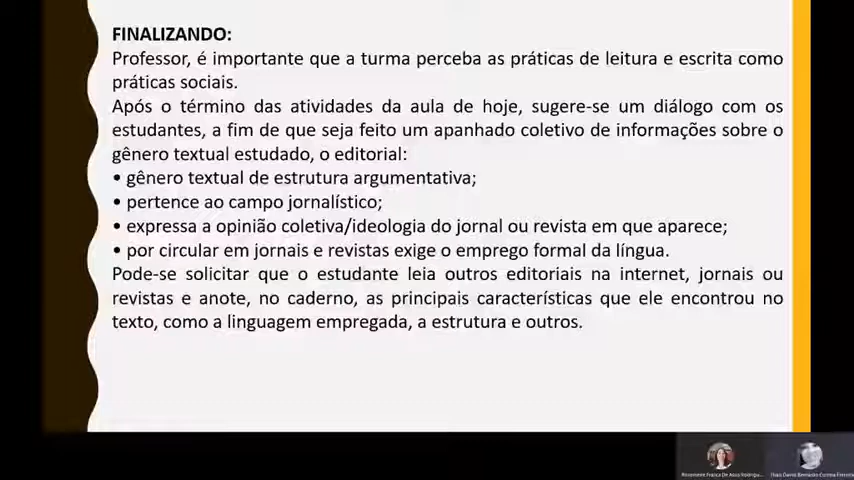 FINALIZANDO:
Professor, é importante que a turma perceba as práticas de leitura e escrita como
práticas sociais.
Após o término das atividades da aula de hoje, sugere-se um diálogo com os
estudantes, a fim de que seja feito um apanhado coletivo de informações sobre o
gênero textual estudado, o editorial:
• gênero textual de estrutura argumentativa;
• pertence ao campo jornalístico;
• expressa a opinião coletiva/ideologia do jornal ou revista em que aparece;
• por circular em jornais e revistas exige o emprego formal da língua.
Pode-se solicitar que o estudante leia outros editoriais na internet, jornais ou
revistas e anote, no caderno, as principais características que ele encontrou no
texto, como a linguagem empregada, a estrutura e outros.